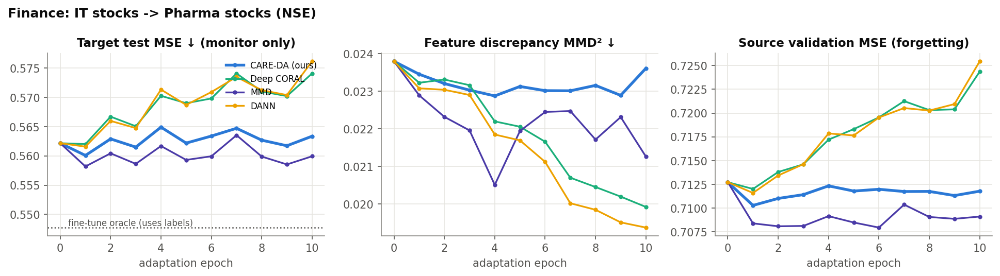 Finance: IT stocks -> Pharma stocks (NSE)
Target test MSE ↓ (monitor only)
0.575
0.570
0.565
0.560
0.555
0.550
CARE-DA (ours)
Deep CORAL
MMD
DANN
fine-tune oracle (uses labels)
0 2 4 6 8 10
adaptation epoch
Feature discrepancy MMD² ↓
0.024
0.023
0.022
0.021
0.020
0 2 4 6 8 10
adaptation epoch
Source validation MSE (forgetting)
0.7250
0.7225
0.7200
0.7175
0.7150
0.7125
0.7100
0.7075
0 2 4 6 8 10
adaptation epoch